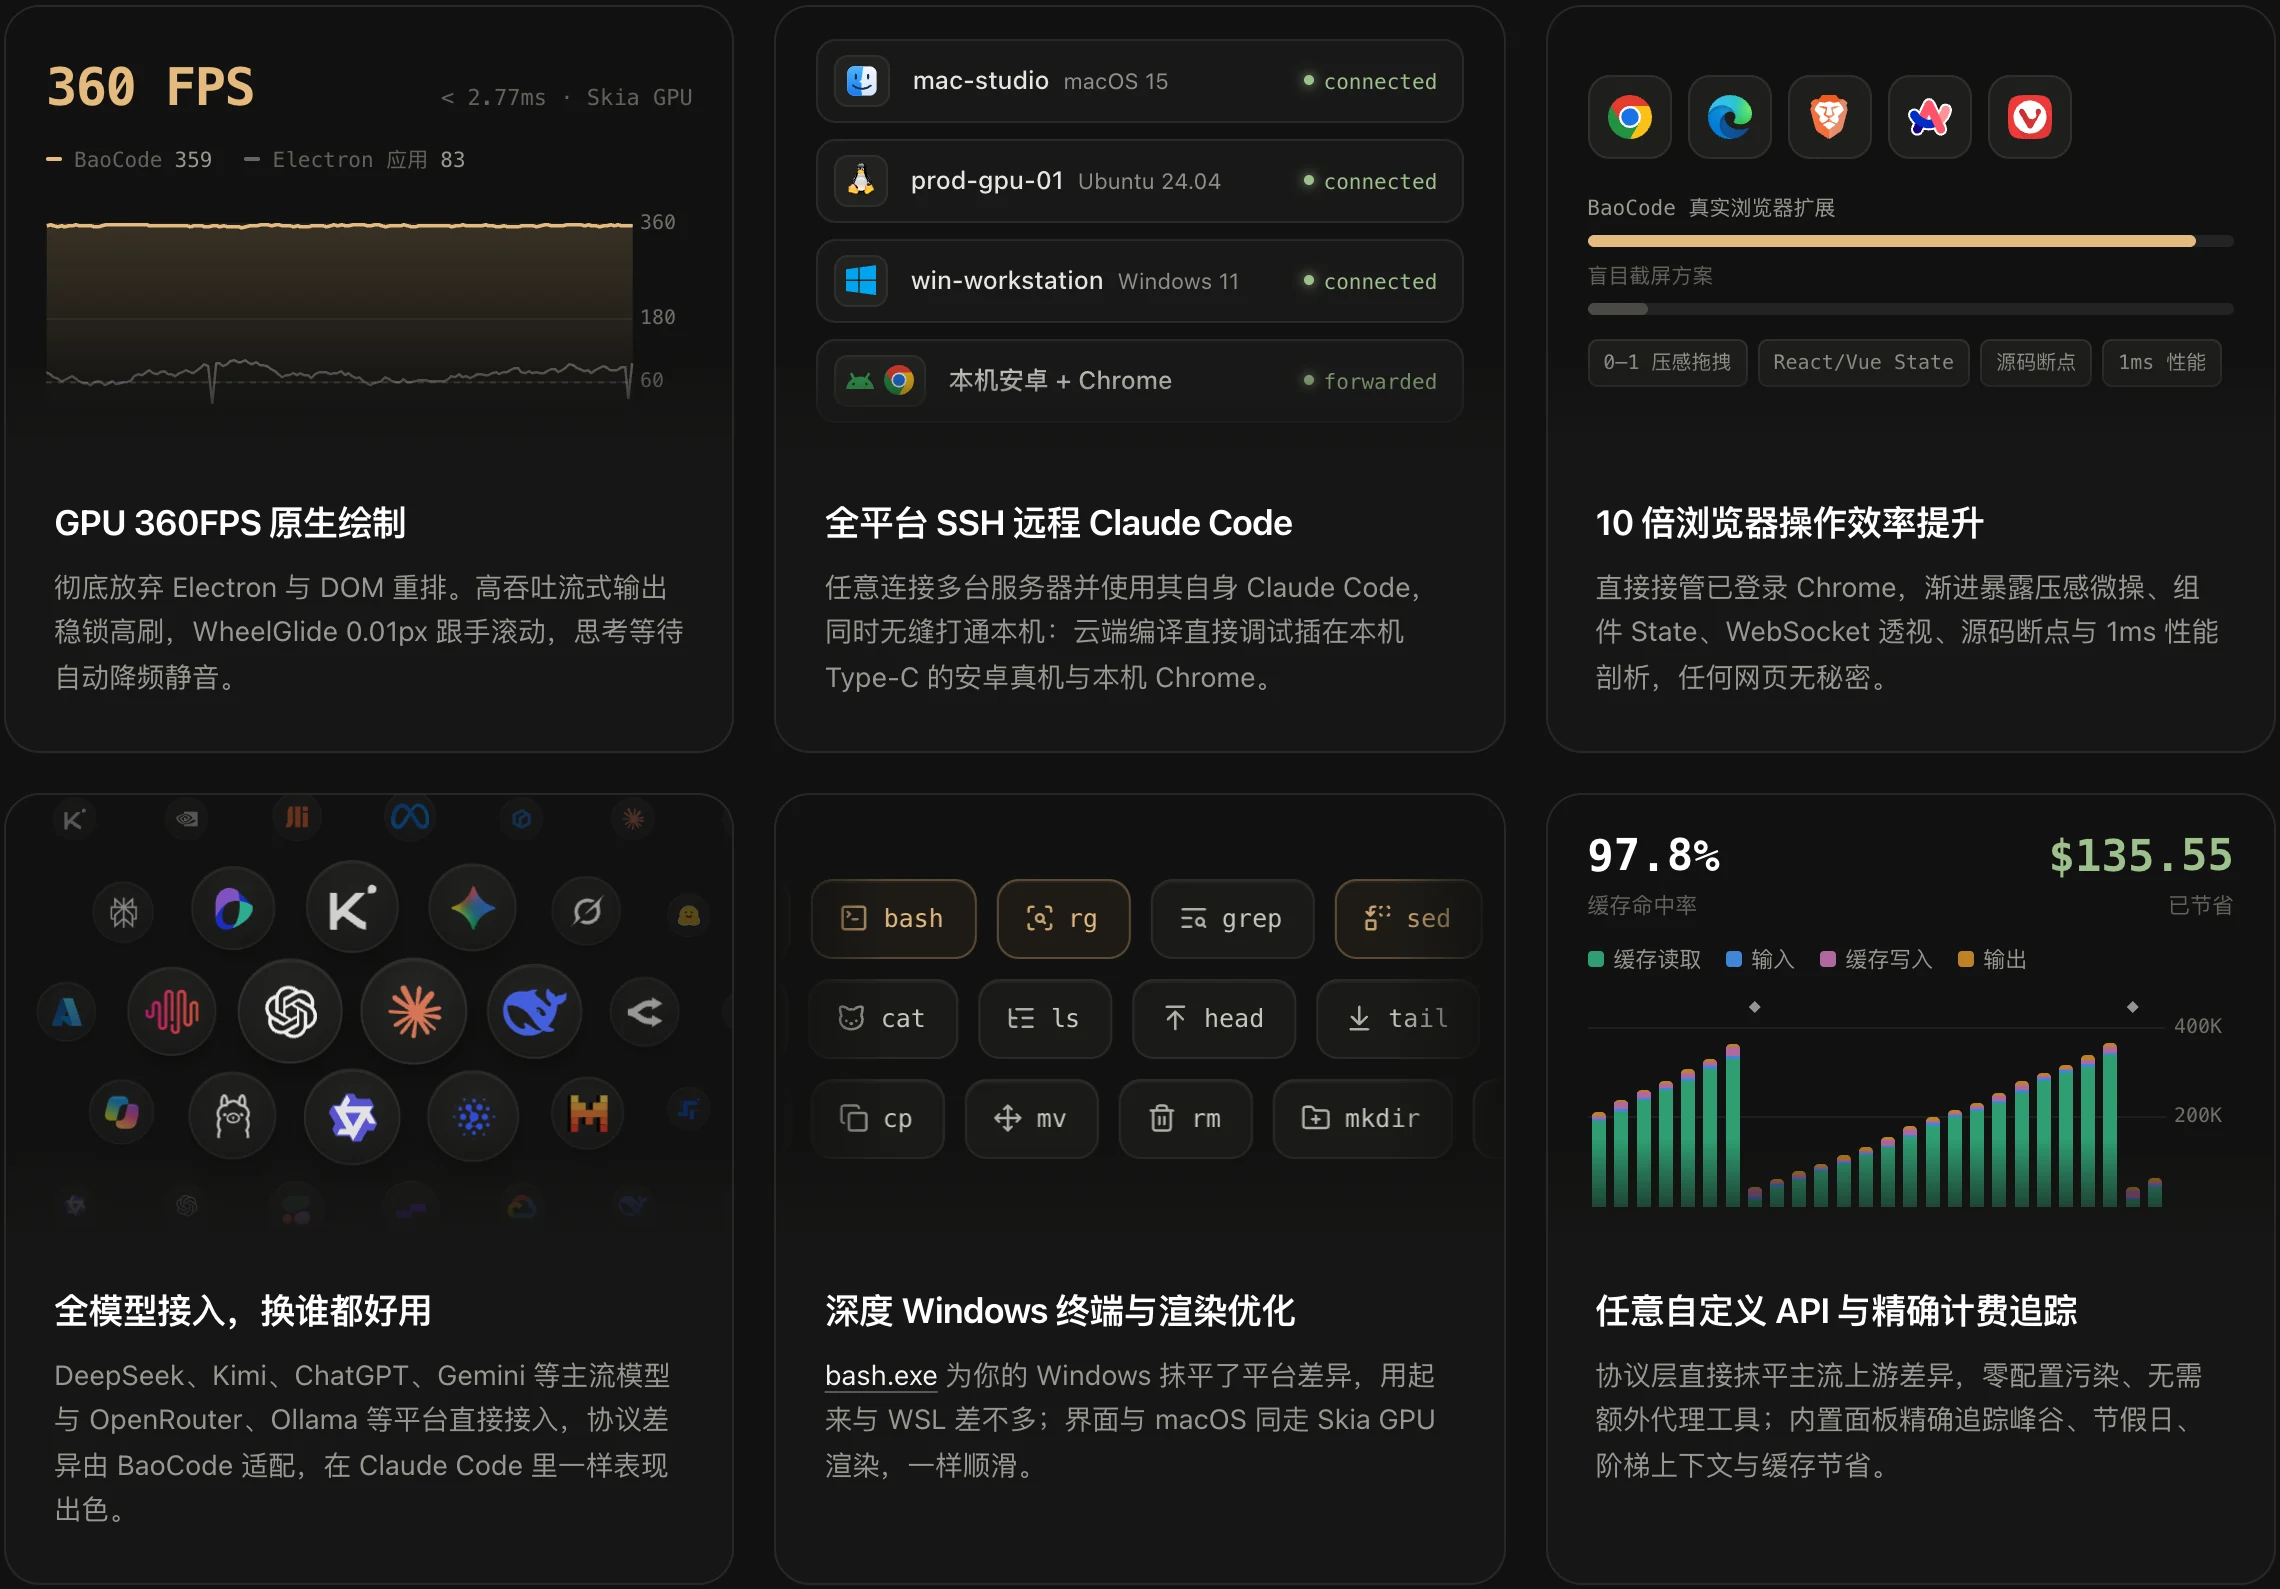 360 FPS
< 2.77ms · Skia GPU
BaoCode 359 Electron 应用 83
360
180
60
GPU 360FPS 原生绘制
彻底放弃 Electron 与 DOM 重排。高吞吐流式输出
稳锁高刷，WheelGlide 0.01px 跟手滚动，思考等待
自动降频静音。
mac-studio macOS 15 connected
prod-gpu-01 Ubuntu 24.04 connected
win-workstation Windows 11 connected
本机安卓 + Chrome forwarded
全平台 SSH 远程 Claude Code
任意连接多台服务器并使用其自身 Claude Code，
同时无缝打通本机：云端编译直接调试插在本机
Type-C 的安卓真机与本机 Chrome。
BaoCode 真实浏览器扩展
盲目截屏方案
0–1 压感拖拽 React/Vue State 源码断点 1ms 性能
10 倍浏览器操作效率提升
直接接管已登录 Chrome，渐进暴露压感微操、组
件 State、WebSocket 透视、源码断点与 1ms 性能
剖析，任何网页无秘密。
全模型接入，换谁都好用
DeepSeek、Kimi、ChatGPT、Gemini 等主流模型
与 OpenRouter、Ollama 等平台直接接入，协议差
异由 BaoCode 适配，在 Claude Code 里一样表现
出色。
bash rg grep sed
cat ls head tail
cp mv rm mkdir
深度 Windows 终端与渲染优化
bash.exe 为你的 Windows 抹平了平台差异，用起
来与 WSL 差不多；界面与 macOS 同走 Skia GPU
渲染，一样顺滑。
97.8% $135.55
缓存命中率 已节省
缓存读取 输入 缓存写入 输出
400K
200K
任意自定义 API 与精确计费追踪
协议层直接抹平主流上游差异，零配置污染、无需
额外代理工具；内置面板精确追踪峰谷、节假日、
阶梯上下文与缓存节省。